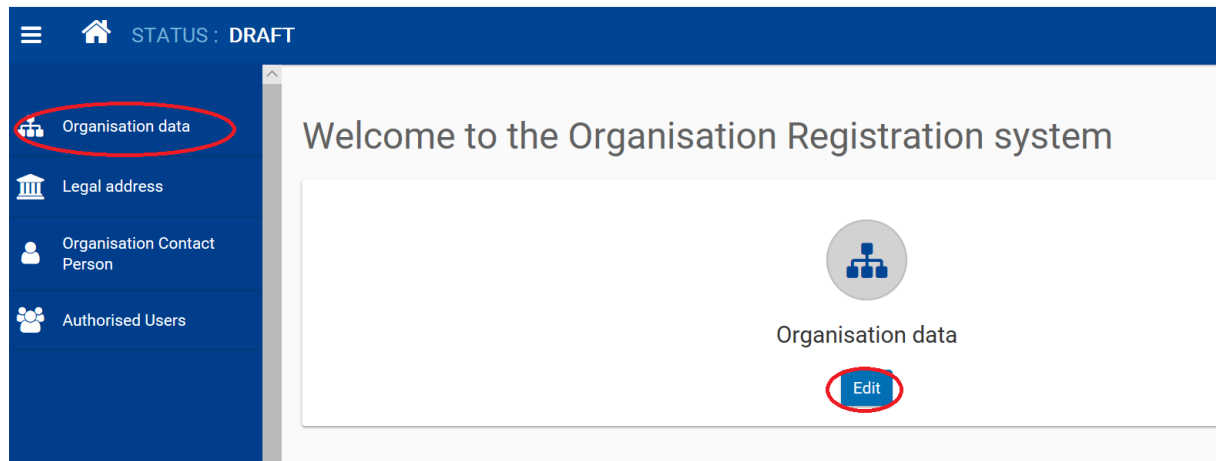 STATUS : DRAFT
Organisation data
Legal address
Organisation Contact
Person
Authorised Users
Welcome to the Organisation Registration system
Organisation data
Edit